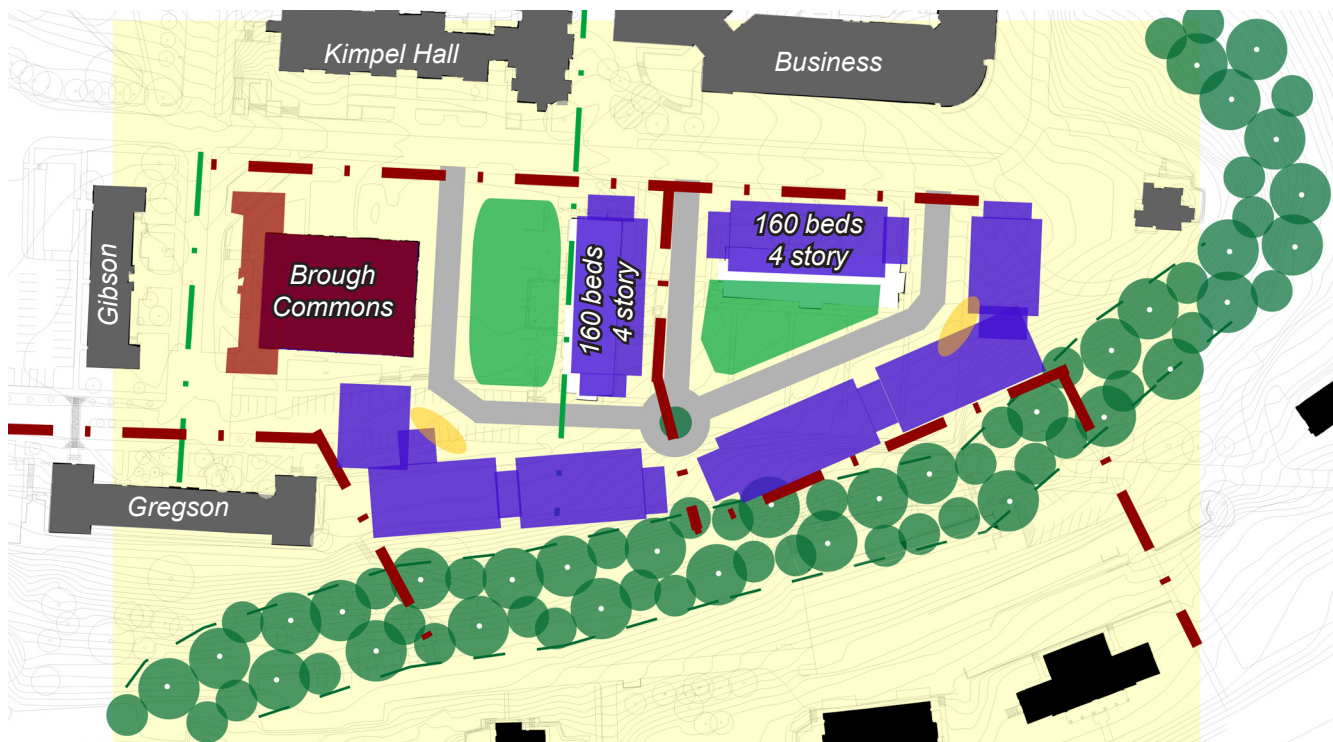 Kimpel Hall
Business
Gibson
Brough
Commons
160 beds
4 story
160 beds
4 story
Gregson